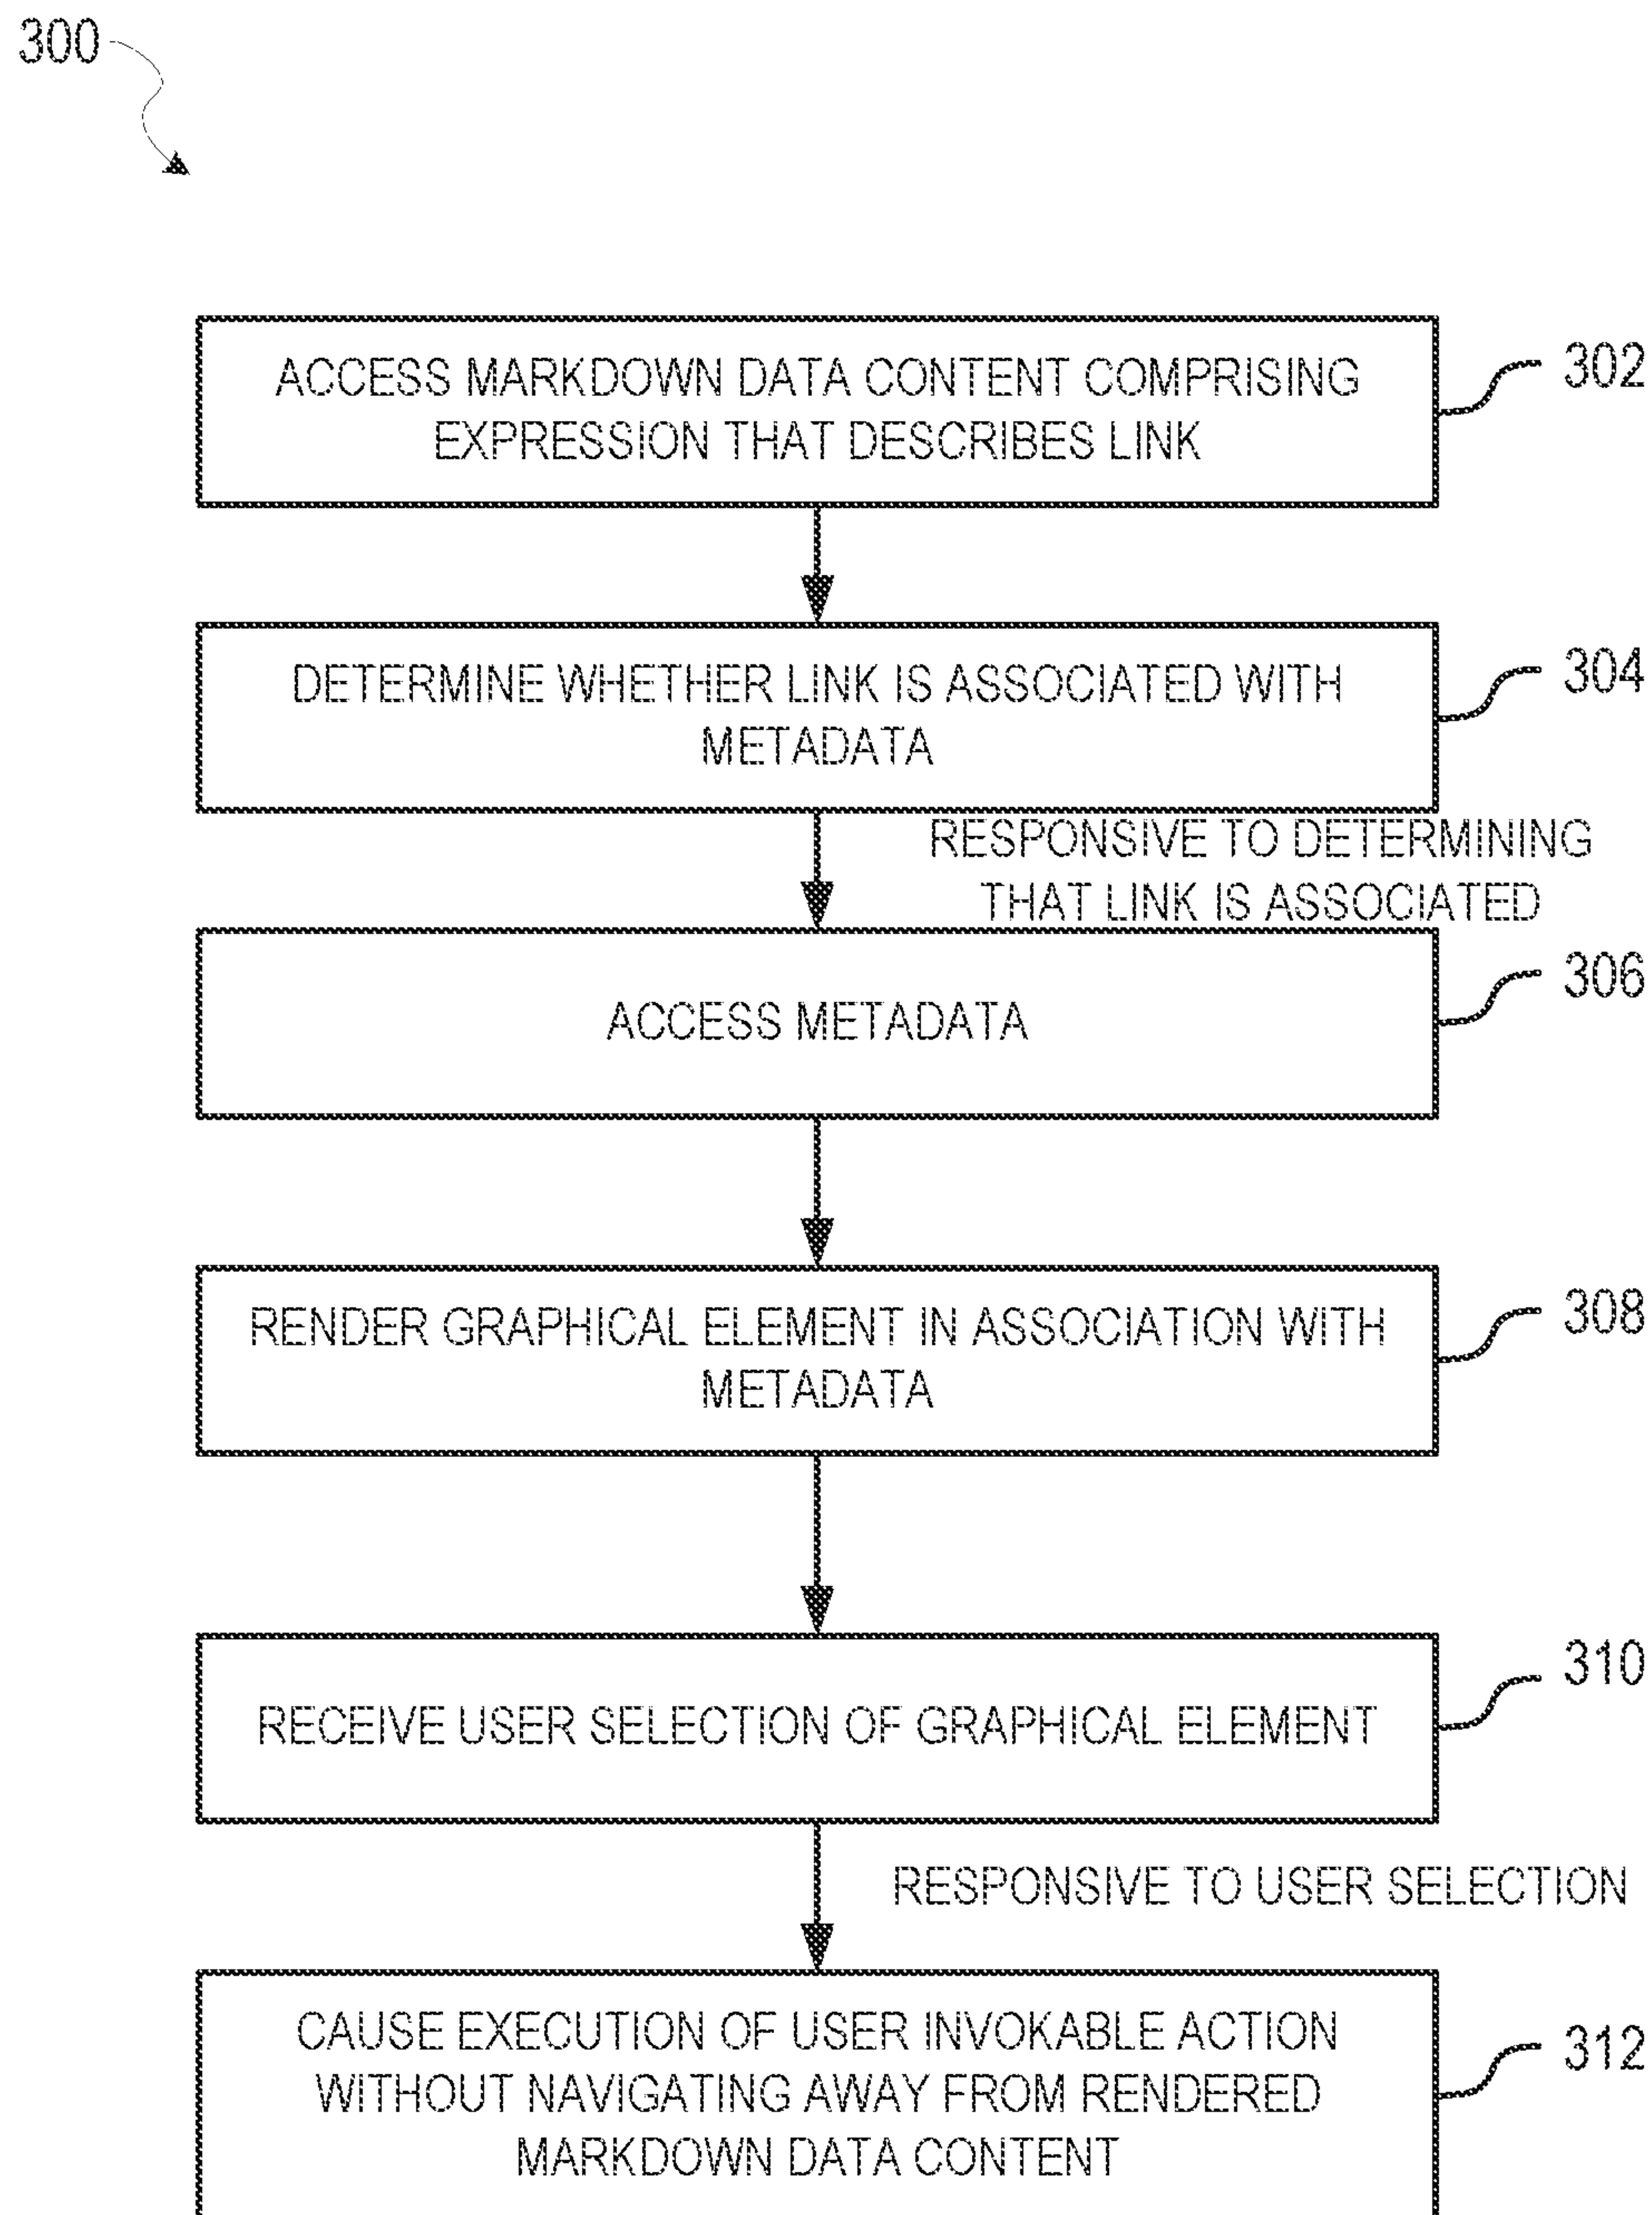 300
ACCESS MARKDOWN DATA CONTENT COMPRISING
EXPRESSION THAT DESCRIBES LINK
302
DETERMINE WHETHER LINK IS ASSOCIATED WITH
METADATA
304
RESPONSIVE TO DETERMINING
THAT LINK IS ASSOCIATED
ACCESS METADATA
306
RENDER GRAPHICAL ELEMENT IN ASSOCIATION WITH
METADATA
308
RECEIVE USER SELECTION OF GRAPHICAL ELEMENT
310
RESPONSIVE TO USER SELECTION
CAUSE EXECUTION OF USER INVOKABLE ACTION
WITHOUT NAVIGATING AWAY FROM RENDERED
MARKDOWN DATA CONTENT
312